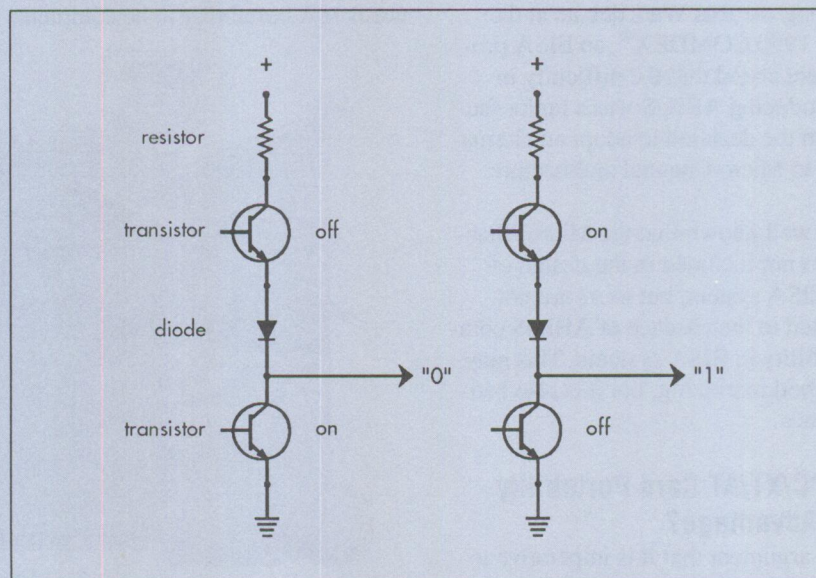 + +
resistor
transistor off on
diode
"0" "1"
transistor on off